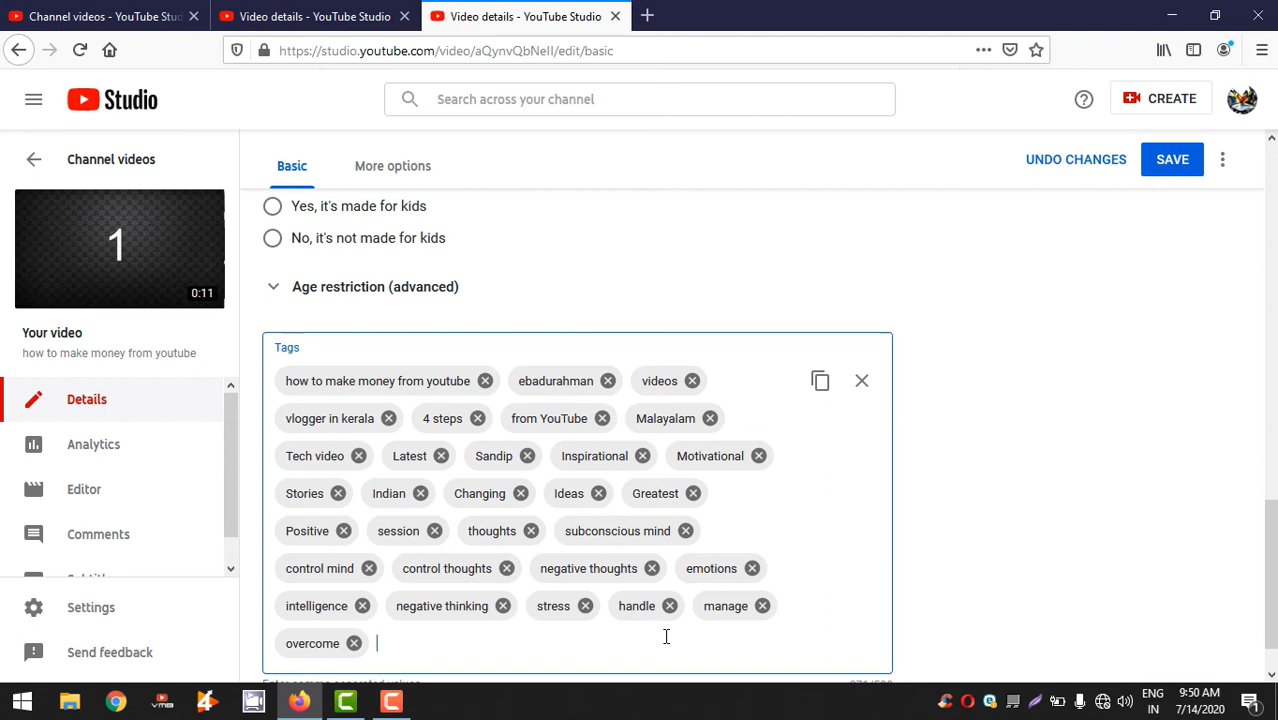 Channel videos - YouTube Stu
Video details - YouTube Studio
Video details - YouTube Studio
https://studio.youtube.com/video/aQynvQbNeII/edit/basic
Studio
Search across your channel
CREATE
Channel videos
Basic
More options
UNDO CHANGES
SAVE
1
0:11
Your video
how to make money from youtube
Details
Analytics
Editor
Comments
Settings
Send feedback
Yes, it's made for kids
No, it's not made for kids
Age restriction (advanced)
Tags
how to make money from youtube ebadurahman videos
vlogger in kerala 4 steps from YouTube Malayalam
Tech video Latest Sandip Inspirational Motivational
Stories Indian Changing Ideas Greatest
Positive session thoughts subconscious mind
control mind control thoughts negative thoughts emotions
intelligence negative thinking stress handle manage
overcome
VMB
4
ENG
IN
9:50 AM
7/14/2020
1